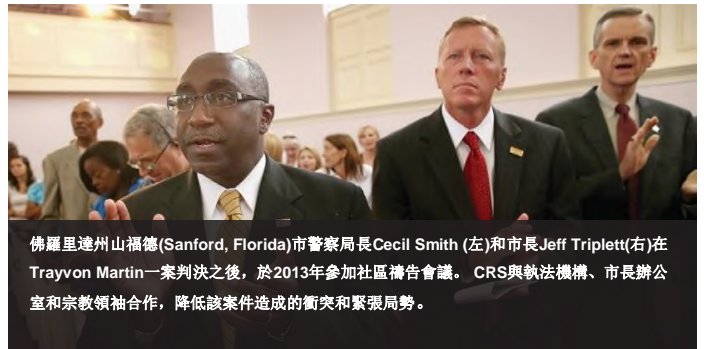 佛羅里達州山福德(Sanford, Florida)市警察局長Cecil Smith (左)和市長Jeff Triplett(右)在
Trayvon Martin一案判決之後，於2013年參加社區禱告會議。 CRS與執法機構、市長辦公
室和宗教領袖合作，降低該案件造成的衝突和緊張局勢。